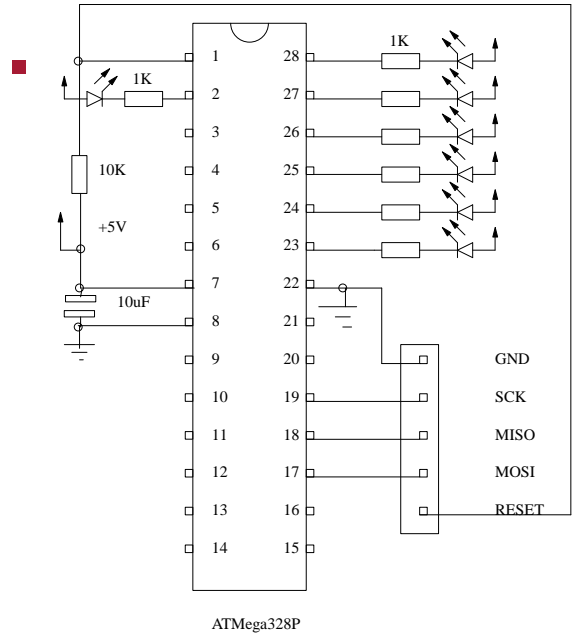 1 28 1K
1K 2 27
3 26
10K 4 25
5 24
+5V 6 23
7 22
10uF 8 21
9 20 GND
10 19 SCK
11 18 MISO
12 17 MOSI
13 16 RESET
14 15
ATMega328P